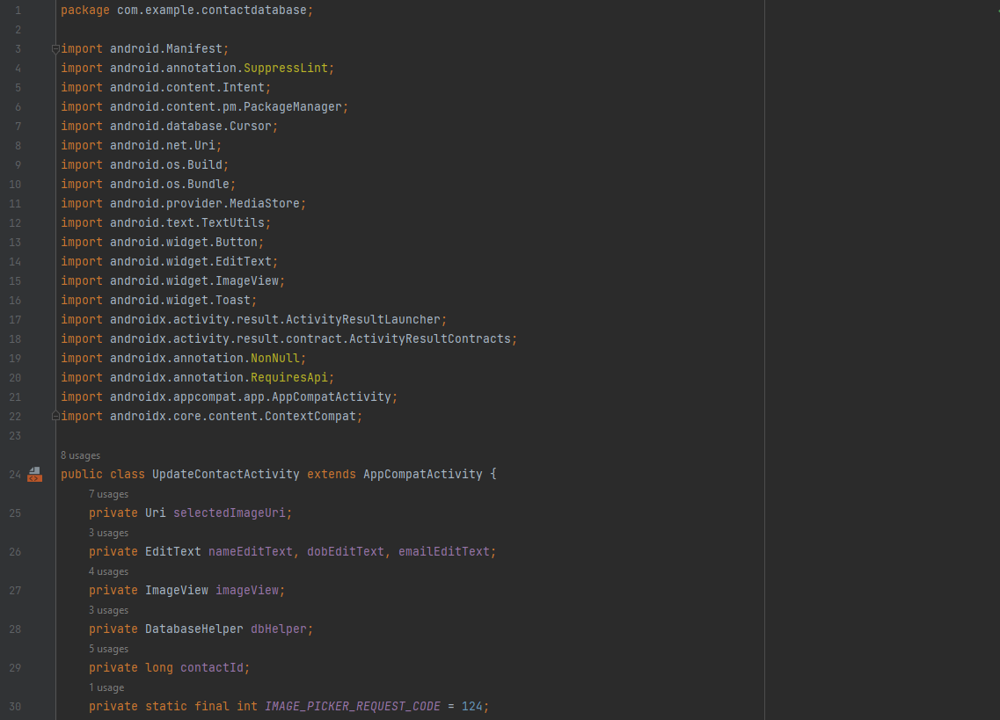 1 package com.example.contactdatabase;
2
3 import android.Manifest;
4 import android.annotation.SuppressLint;
5 import android.content.Intent;
6 import android.content.pm.PackageManager;
7 import android.database.Cursor;
8 import android.net.Uri;
9 import android.os.Build;
10 import android.os.Bundle;
11 import android.provider.MediaStore;
12 import android.text.TextUtils;
13 import android.widget.Button;
14 import android.widget.EditText;
15 import android.widget.ImageView;
16 import android.widget.Toast;
17 import androidx.activity.result.ActivityResultLauncher;
18 import androidx.activity.result.contract.ActivityResultContracts;
19 import androidx.annotation.NonNull;
20 import androidx.annotation.RequiresApi;
21 import androidx.appcompat.app.AppCompatActivity;
22 import androidx.core.content.ContextCompat;
23
8 usages
24 <> public class UpdateContactActivity extends AppCompatActivity {
7 usages
25 private Uri selectedImageUri;
3 usages
26 private EditText nameEditText, dobEditText, emailEditText;
4 usages
27 private ImageView imageView;
3 usages
28 private DatabaseHelper dbHelper;
5 usages
29 private long contactId;
1 usage
30 private static final int IMAGE_PICKER_REQUEST_CODE = 124;